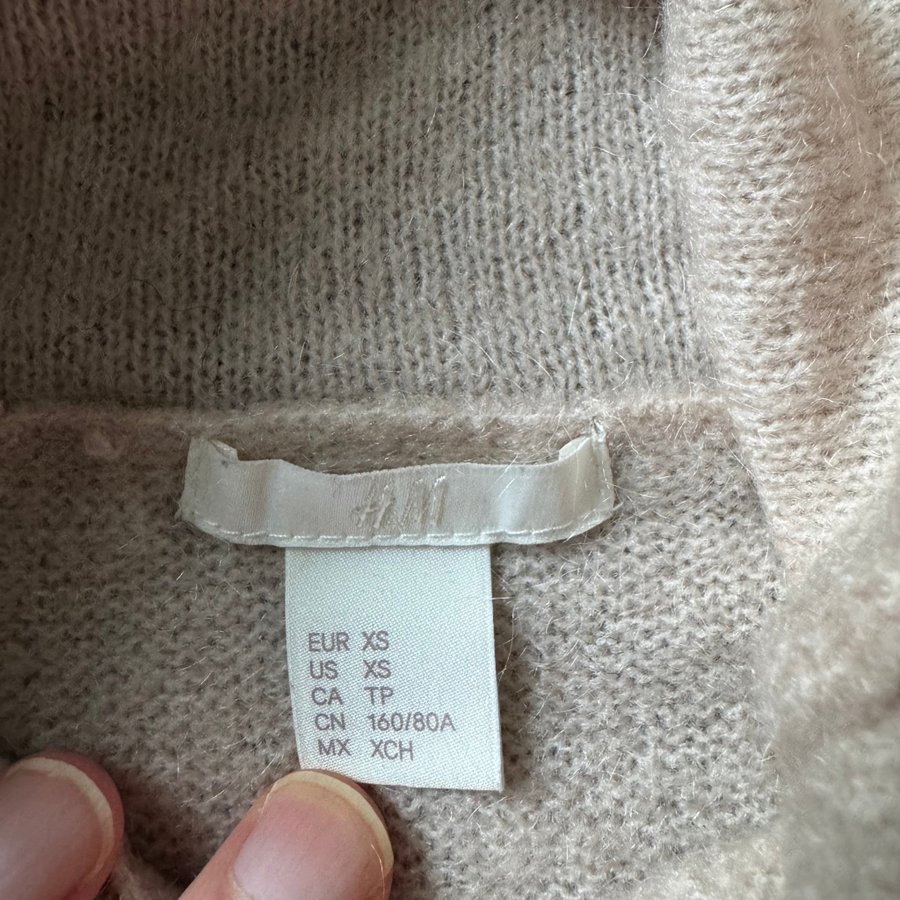 H&M
EUR XS
US XS
CA TP
CN 160/80A
MX XCH